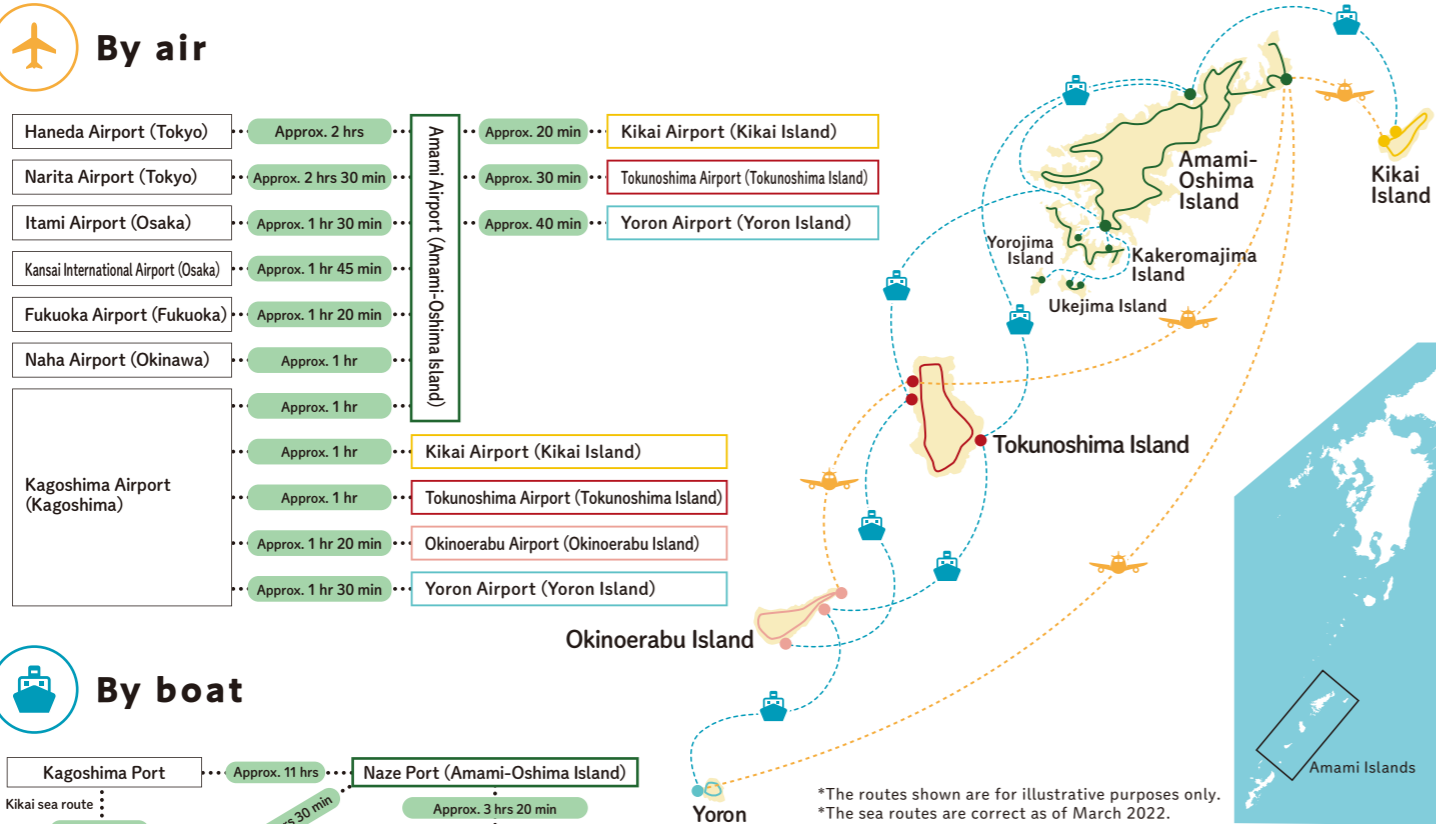 By air
Haneda Airport (Tokyo)
Approx. 2 hrs
Narita Airport (Tokyo)
Approx. 2 hrs 30 min
Itami Airport (Osaka)
Approx. 1 hr 30 min
Kansai International Airport (Osaka)
Approx. 1 hr 45 min
Fukuoka Airport (Fukuoka)
Approx. 1 hr 20 min
Naha Airport (Okinawa)
Approx. 1 hr
Kagoshima Airport
(Kagoshima)
Approx. 1 hr
Amami Airport (Amami-Oshima Island)
Approx. 20 min
Kikai Airport (Kikai Island)
Approx. 30 min
Tokunoshima Airport (Tokunoshima Island)
Approx. 40 min
Yoron Airport (Yoron Island)
Approx. 1 hr
Kikai Airport (Kikai Island)
Approx. 1 hr
Tokunoshima Airport (Tokunoshima Island)
Approx. 1 hr 20 min
Okinoerabu Airport (Okinoerabu Island)
Approx. 1 hr 30 min
Yoron Airport (Yoron Island)
By boat
Kagoshima Port
Approx. 11 hrs
Naze Port (Amami-Oshima Island)
Kikai sea route
30 min
Approx. 3 hrs 20 min
Amami-
Oshima
Island
Kikai
Island
Yorojima
Island
Kakeromajima
Island
Ukejima Island
Tokunoshima Island
Okinoerabu Island
Yoron
Amami Islands
*The routes shown are for illustrative purposes only.
*The sea routes are correct as of March 2022.